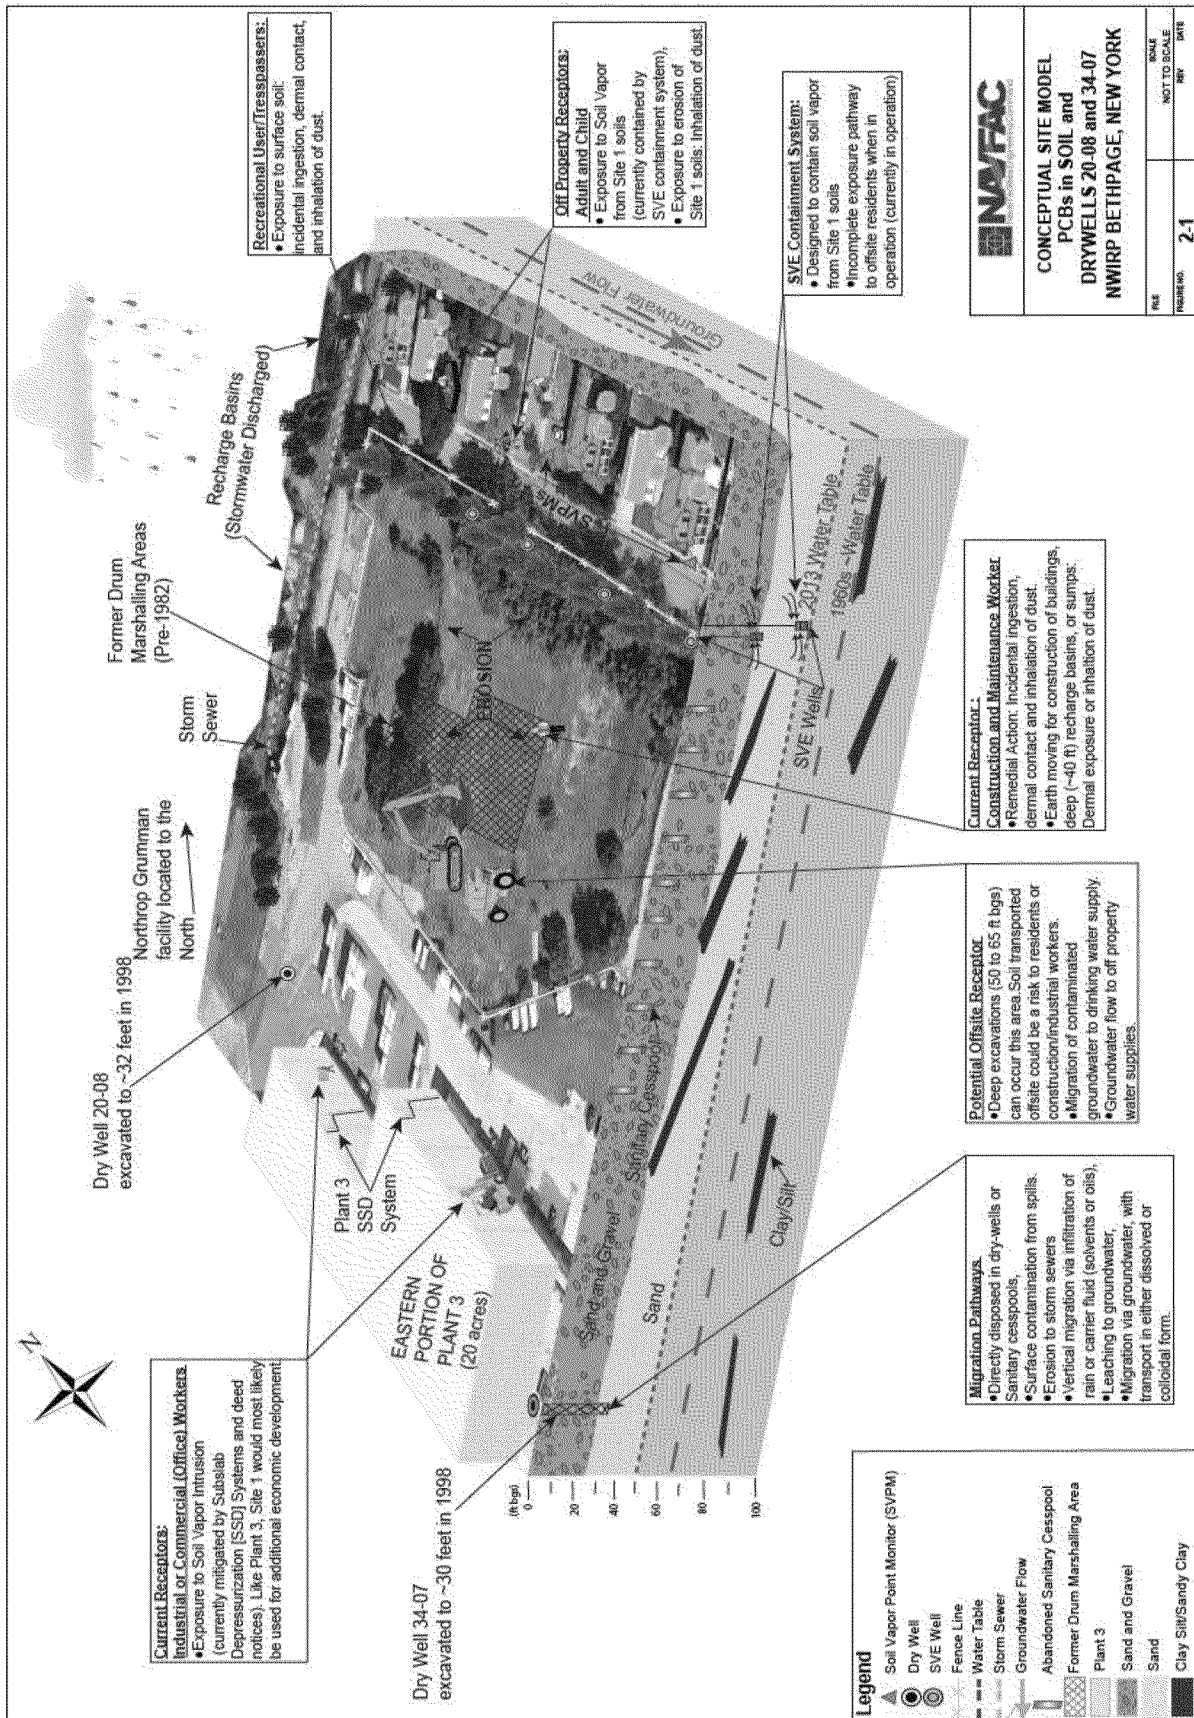 N
Current Receptors:
Industrial or Commercial (Office) Workers
•Exposure to Soil Vapor Intrusion
(currently mitigated by Subslab
Depressurization [SSD] Systems and deed
notices). Like Plant 3, Site 1 would most likely
be used for additional economic development
Dry Well 34-07
excavated to ~30 feet in 1998
Dry Well 20-08
excavated to ~32 feet in 1998
Northrop Grumman
facility located to the
North
Storm
Sewer
Former Drum
Marshalling Areas
(Pre-1982)
Recharge Basins
(Stormwater Discharged)
Recreational User/Tresspassers:
• Exposure to surface soil:
incidental ingestion, dermal contact,
and inhalation of dust.
Off Property Receptors:
Adult and Child
• Exposure to Soil Vapor
from Site 1 soils
(currently contained by
SVE containment system),
• Exposure to erosion of
Site 1 soils: Inhalation of dust.
SVE Containment System:
• Designed to contain soil vapor
from Site 1 soils
•Incomplete exposure pathway
to offsite residents when in
operation (currently in operation)
Plant 3
SSD
System
EASTERN
PORTION OF
PLANT 3
(20 acres)
EROSION
SVPMs
Groundwater Flow
Sanitary Cesspool
Sand and Gravel
Sand
Clay/Silt
SVE Wells
2013 Water Table
1960s ~Water Table
(ft bgs)
0
20
40
60
80
100
Legend
Soil Vapor Point Monitor (SVPM)
Dry Well
SVE Well
Fence Line
Water Table
Storm Sewer
Groundwater Flow
Abandoned Sanitary Cesspool
Former Drum Marshalling Area
Plant 3
Sand and Gravel
Sand
Clay Silt/Sandy Clay
Migration Pathways
•Directly disposed in dry-wells or
Sanitary cesspools,
•Surface contamination from spills.
•Erosion to storm sewers
•Vertical migration via infiltration of
rain or carrier fluid (solvents or oils),
•Leaching to groundwater,
•Migration via groundwater, with
transport in either dissolved or
colloidal form.
Potential Offsite Receptor
•Deep excavations (50 to 65 ft bgs)
can occur this area.Soil transported
offsite could be a risk to residents or
construction/industrial workers.
•Migration of contaminated
groundwater to drinking water supply.
•Groundwater flow to off property
water supplies.
Current Receptor :
Construction and Maintenance Worker
•Remedial Action: Incidental ingestion,
dermal contact and inhalation of dust.
•Earth moving for construction of buildings,
deep (~40 ft) recharge basins, or sumps:
Dermal exposure or inhaltion of dust.
NAVFAC
CONCEPTUAL SITE MODEL
PCBs in SOIL and
DRYWELLS 20-08 and 34-07
NWIRP BETHPAGE, NEW YORK
FILE
SCALE
NOT TO SCALE
FIGURE NO.
2-1
REV
DATE